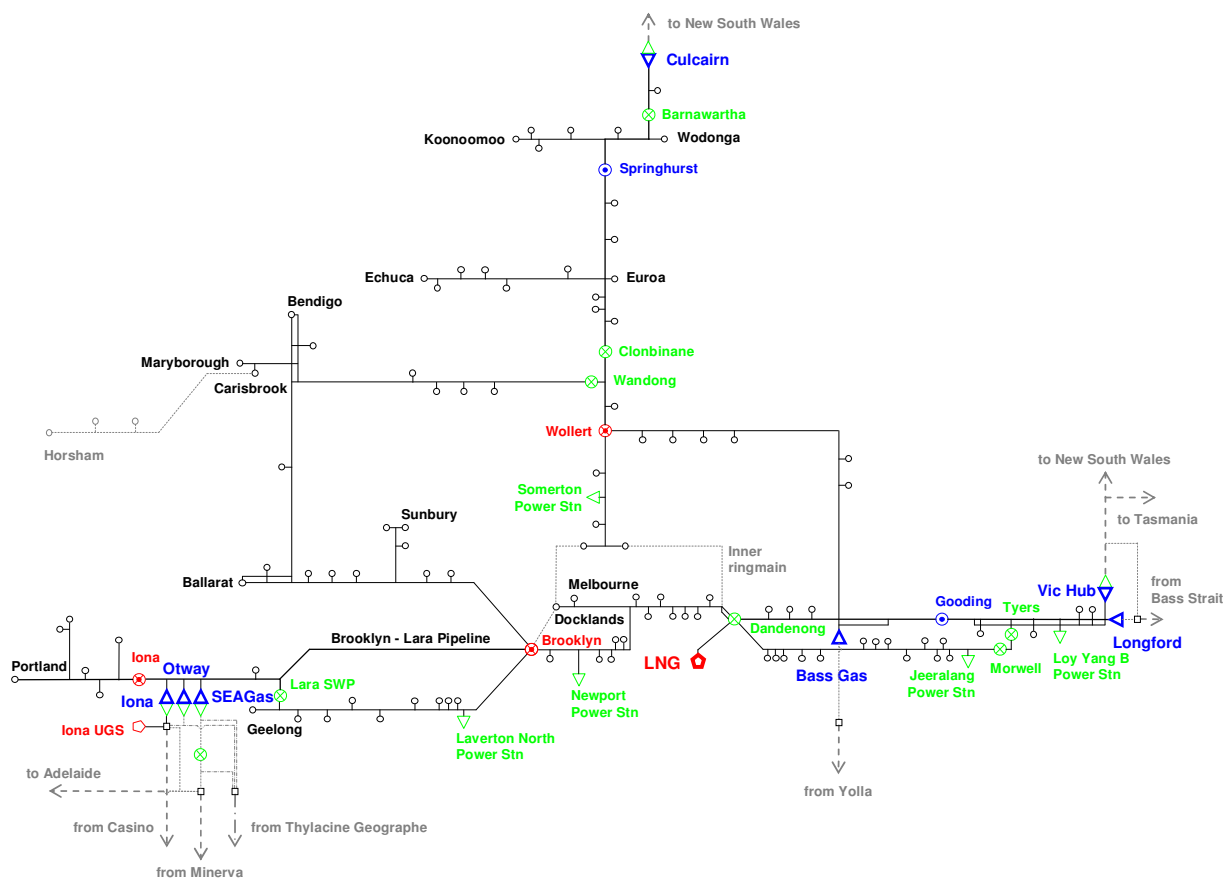 to New South Wales
Culcairn
Barnawartha
Koonoomoo
Wodonga
Springhurst
Echuca
Euroa
Bendigo
Clonbinane
Maryborough
Wandong
Carisbrook
Wollert
Horsham
to New South Wales
Somerton
Power Stn
Sunbury
to Tasmania
Inner
ringmain
Ballarat
Melbourne
from
Bass Strait
Vic Hub
Gooding
Tyers
Docklands
Dandenong
Longford
Brooklyn - Lara Pipeline
Brooklyn
LNG
Bass Gas
Morwell
Loy Yang B
Power Stn
Jeeralang
Power Stn
Portland
Iona
Otway
Iona
SEAGas
Lara SWP
Newport
Power Stn
Iona UGS
Geelong
Laverton North
Power Stn
to Adelaide
from Yolla
from Casino
from Thylacine Geographe
from Minerva